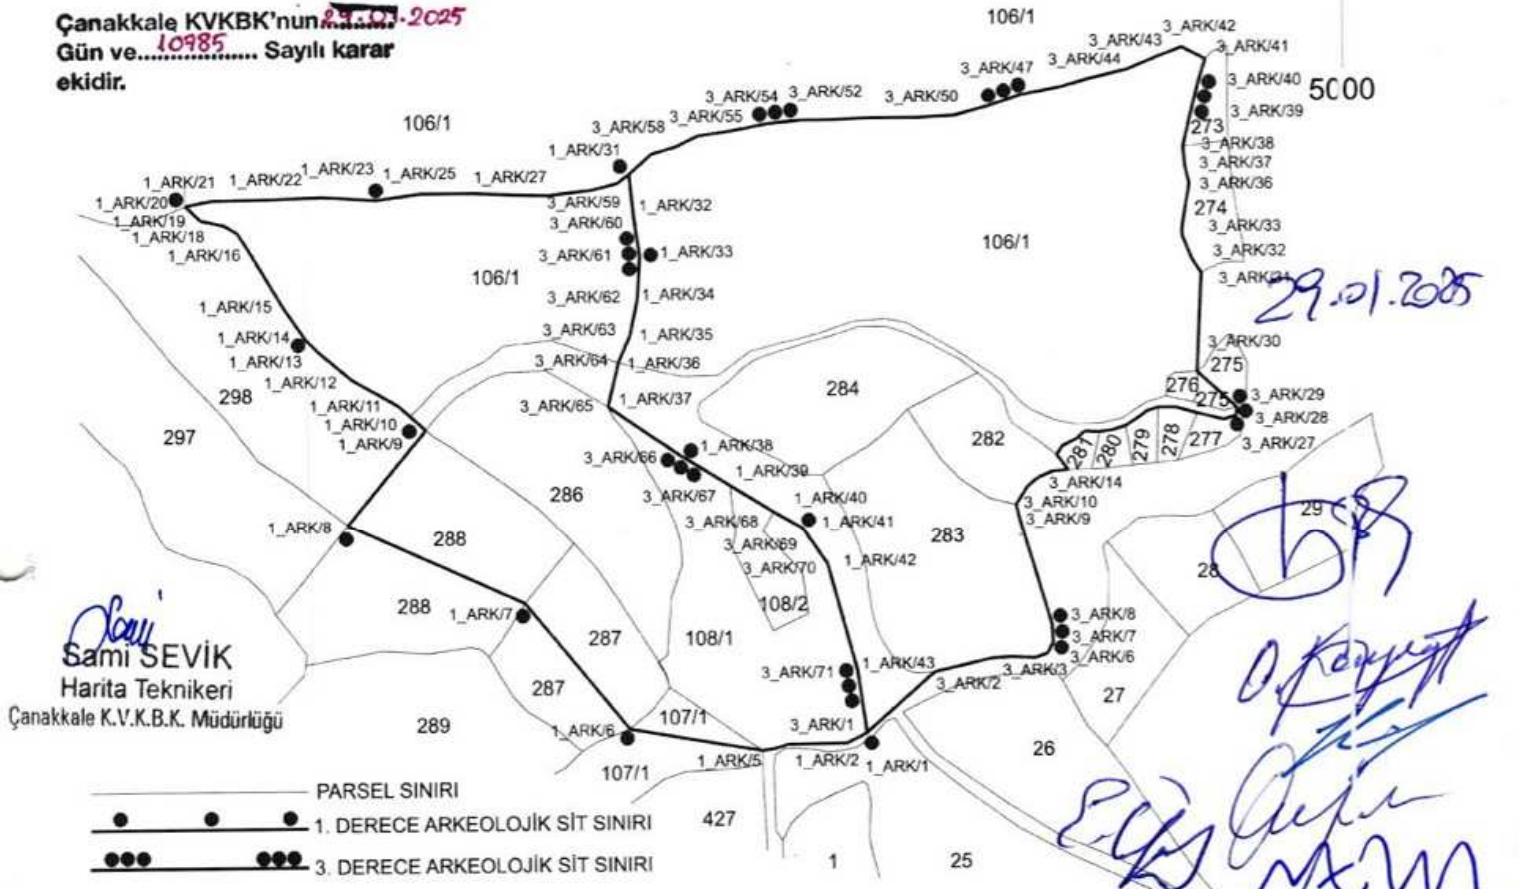 Çanakkale KVKBK'nun 29.01.2025
Gün ve 10985 Sayılı karar
ekidir.
106/1
3_ARK/42
3_ARK/43
3_ARK/41
3_ARK/44
3_ARK/47
3_ARK/40
5000
3_ARK/54
3_ARK/52
3_ARK/50
3_ARK/39
106/1
3_ARK/58
3_ARK/55
273
3_ARK/38
1_ARK/31
3_ARK/37
1_ARK/21
1_ARK/22
1_ARK/23
1_ARK/25
1_ARK/27
3_ARK/36
1_ARK/20
3_ARK/59
1_ARK/32
274
1_ARK/19
3_ARK/60
3_ARK/33
1_ARK/18
1_ARK/16
106/1
3_ARK/61
1_ARK/33
106/1
3_ARK/32
3_ARK/31
29.01.2025
3_ARK/62
1_ARK/34
1_ARK/15
3_ARK/63
1_ARK/35
1_ARK/14
3_ARK/30
1_ARK/13
3_ARK/64
1_ARK/36
275
1_ARK/12
284
276
298
1_ARK/11
3_ARK/65
1_ARK/37
275
3_ARK/29
1_ARK/10
3_ARK/28
297
1_ARK/9
282
281
280
279
278
277
3_ARK/27
1_ARK/38
3_ARK/66
1_ARK/39
3_ARK/14
286
3_ARK/67
1_ARK/40
3_ARK/10
1_ARK/8
3_ARK/68
1_ARK/41
3_ARK/9
29
288
3_ARK/69
283
3_ARK/70
1_ARK/42
28
288
1_ARK/7
108/2
3_ARK/8
287
108/1
3_ARK/7
Sami SEVİK
3_ARK/71
1_ARK/43
3_ARK/3
3_ARK/6
Harita Teknikeri
287
3_ARK/2
27
Çanakkale K.V.K.B.K. Müdürlüğü
289
1_ARK/6
107/1
3_ARK/1
26
1_ARK/5
1_ARK/2
1_ARK/1
107/1
PARSEL SINIRI
427
1. DERECE ARKEOLOJİK SİT SINIRI
3. DERECE ARKEOLOJİK SİT SINIRI
1
25